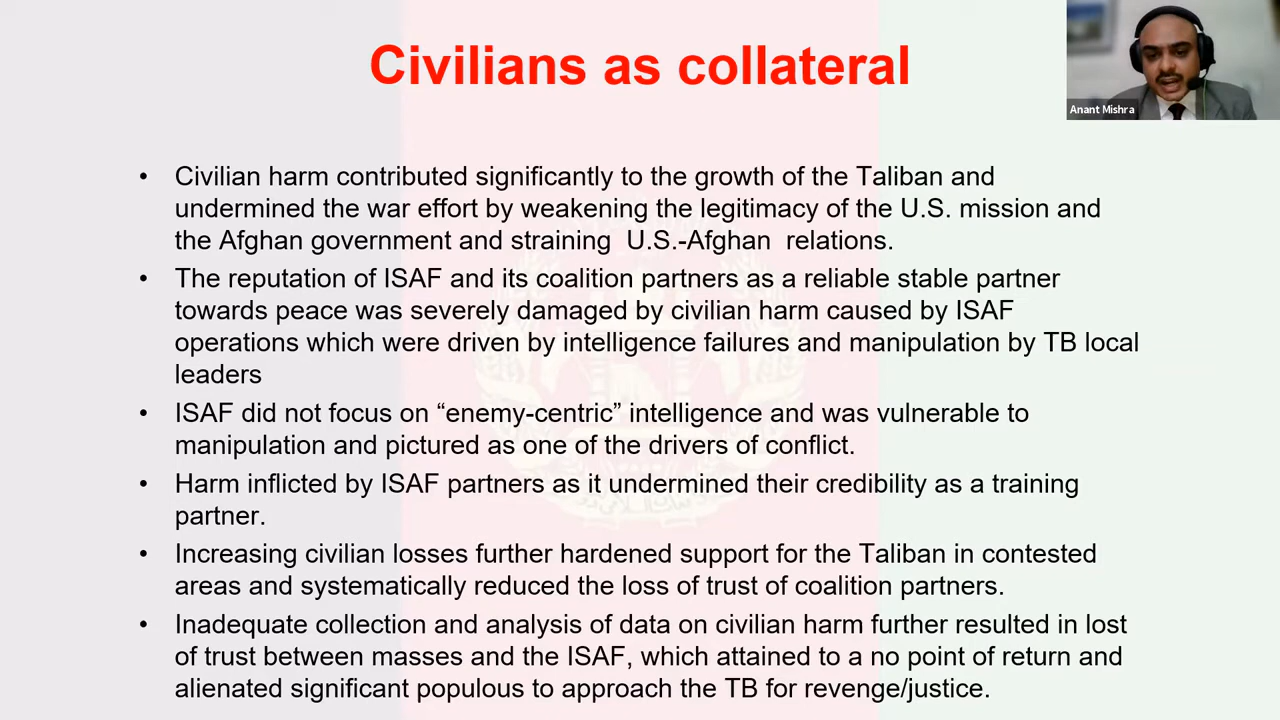 Civilians as collateral
Anant Mishra
• Civilian harm contributed significantly to the growth of the Taliban and
undermined the war effort by weakening the legitimacy of the U.S. mission and
the Afghan government and straining U.S.-Afghan relations.
• The reputation of ISAF and its coalition partners as a reliable stable partner
towards peace was severely damaged by civilian harm caused by ISAF
operations which were driven by intelligence failures and manipulation by TB local
leaders
• ISAF did not focus on “enemy-centric” intelligence and was vulnerable to
manipulation and pictured as one of the drivers of conflict.
• Harm inflicted by ISAF partners as it undermined their credibility as a training
partner.
• Increasing civilian losses further hardened support for the Taliban in contested
areas and systematically reduced the loss of trust of coalition partners.
• Inadequate collection and analysis of data on civilian harm further resulted in lost
of trust between masses and the ISAF, which attained to a no point of return and
alienated significant populous to approach the TB for revenge/justice.